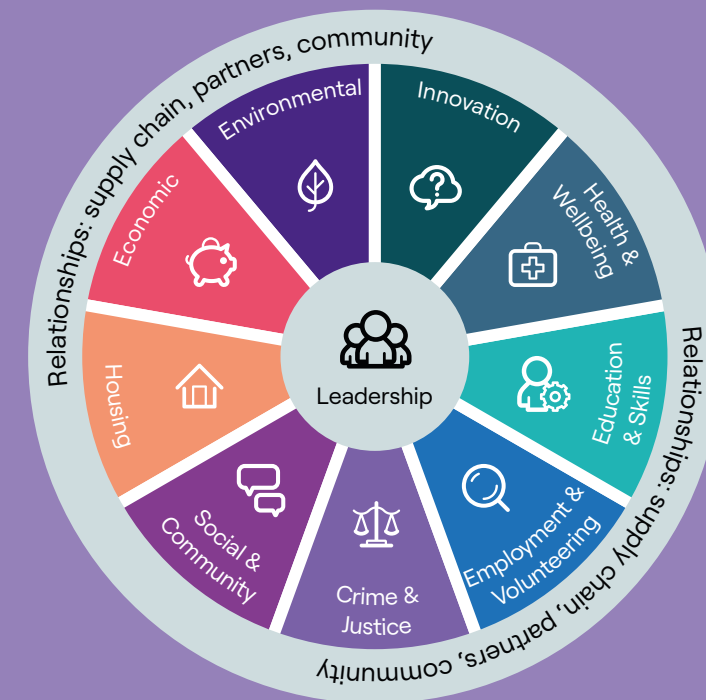 Relationships: supply chain, partners, community
Environmental
Innovation
Economic
Health &
Wellbeing
Housing
Leadership
Education
& Skills
Social &
Community
Crime &
Justice
Employment &
Volunteering
Relationships: supply chain, partners, community